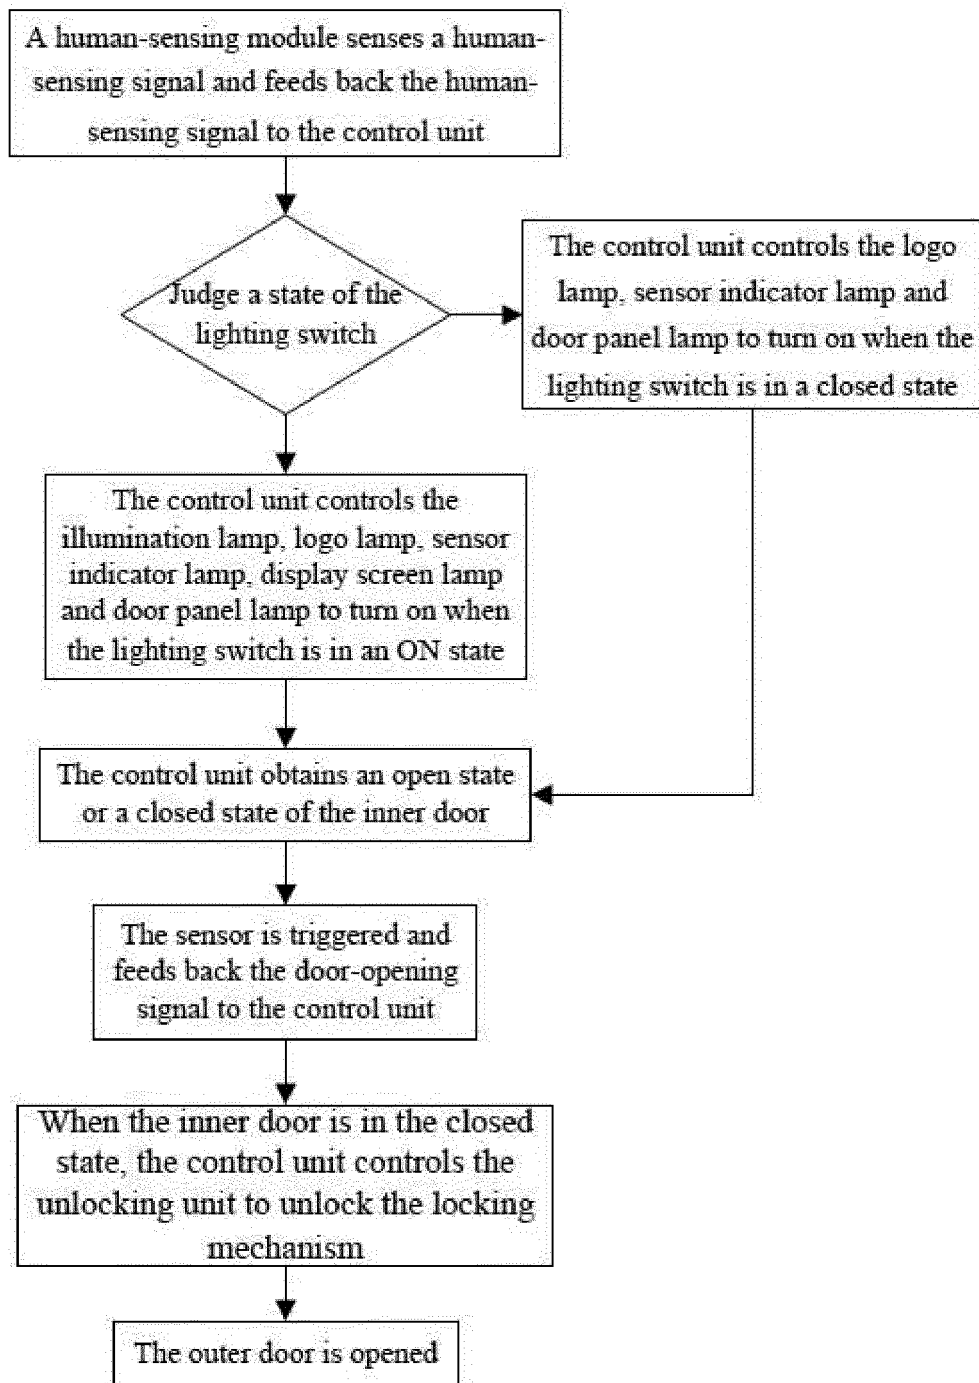 A human-sensing module senses a human-
sensing signal and feeds back the human-
sensing signal to the control unit
Judge a state of the
lighting switch
The control unit controls the logo
lamp, sensor indicator lamp and
door panel lamp to turn on when the
lighting switch is in a closed state
The control unit controls the
illumination lamp, logo lamp, sensor
indicator lamp, display screen lamp
and door panel lamp to turn on when
the lighting switch is in an ON state
The control unit obtains an open state
or a closed state of the inner door
The sensor is triggered and
feeds back the door-opening
signal to the control unit
When the inner door is in the closed
state, the control unit controls the
unlocking unit to unlock the locking
mechanism
The outer door is opened